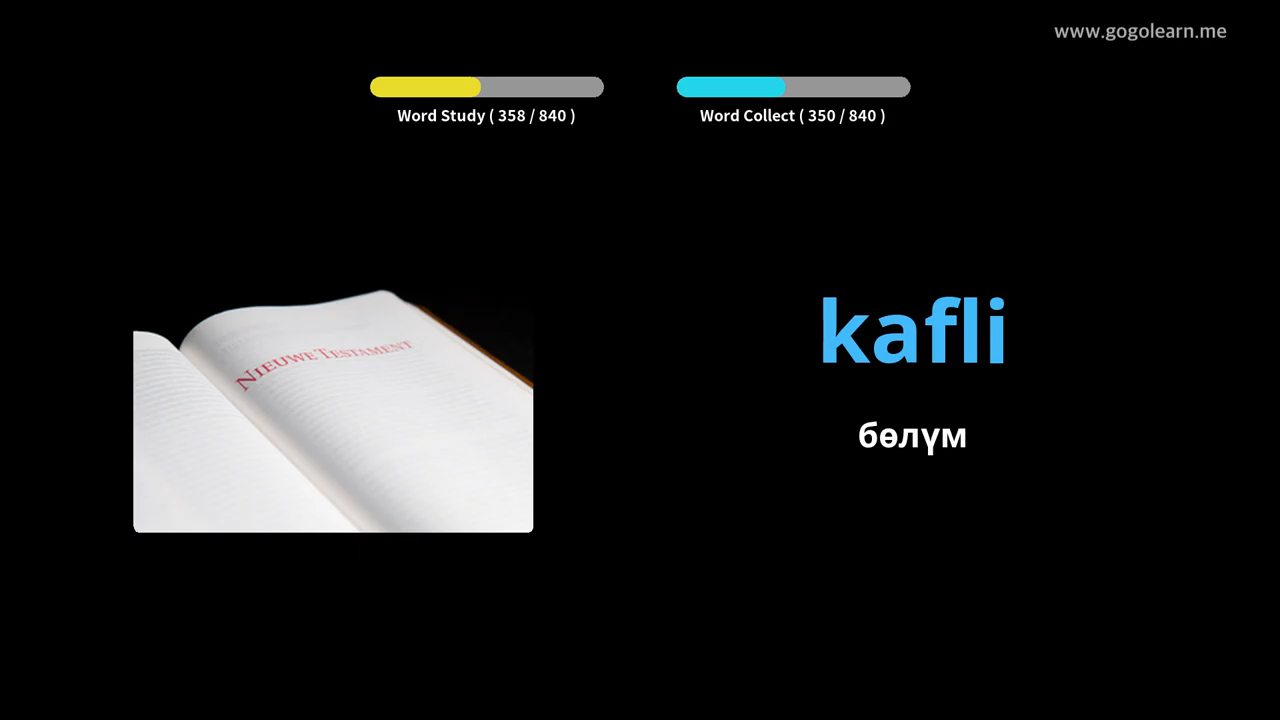 www.gogolearn.me
Word Study ( 358 / 840 )
Word Collect ( 350 / 840 )
NIEUWE TESTAMENT
kafli
бөлүм